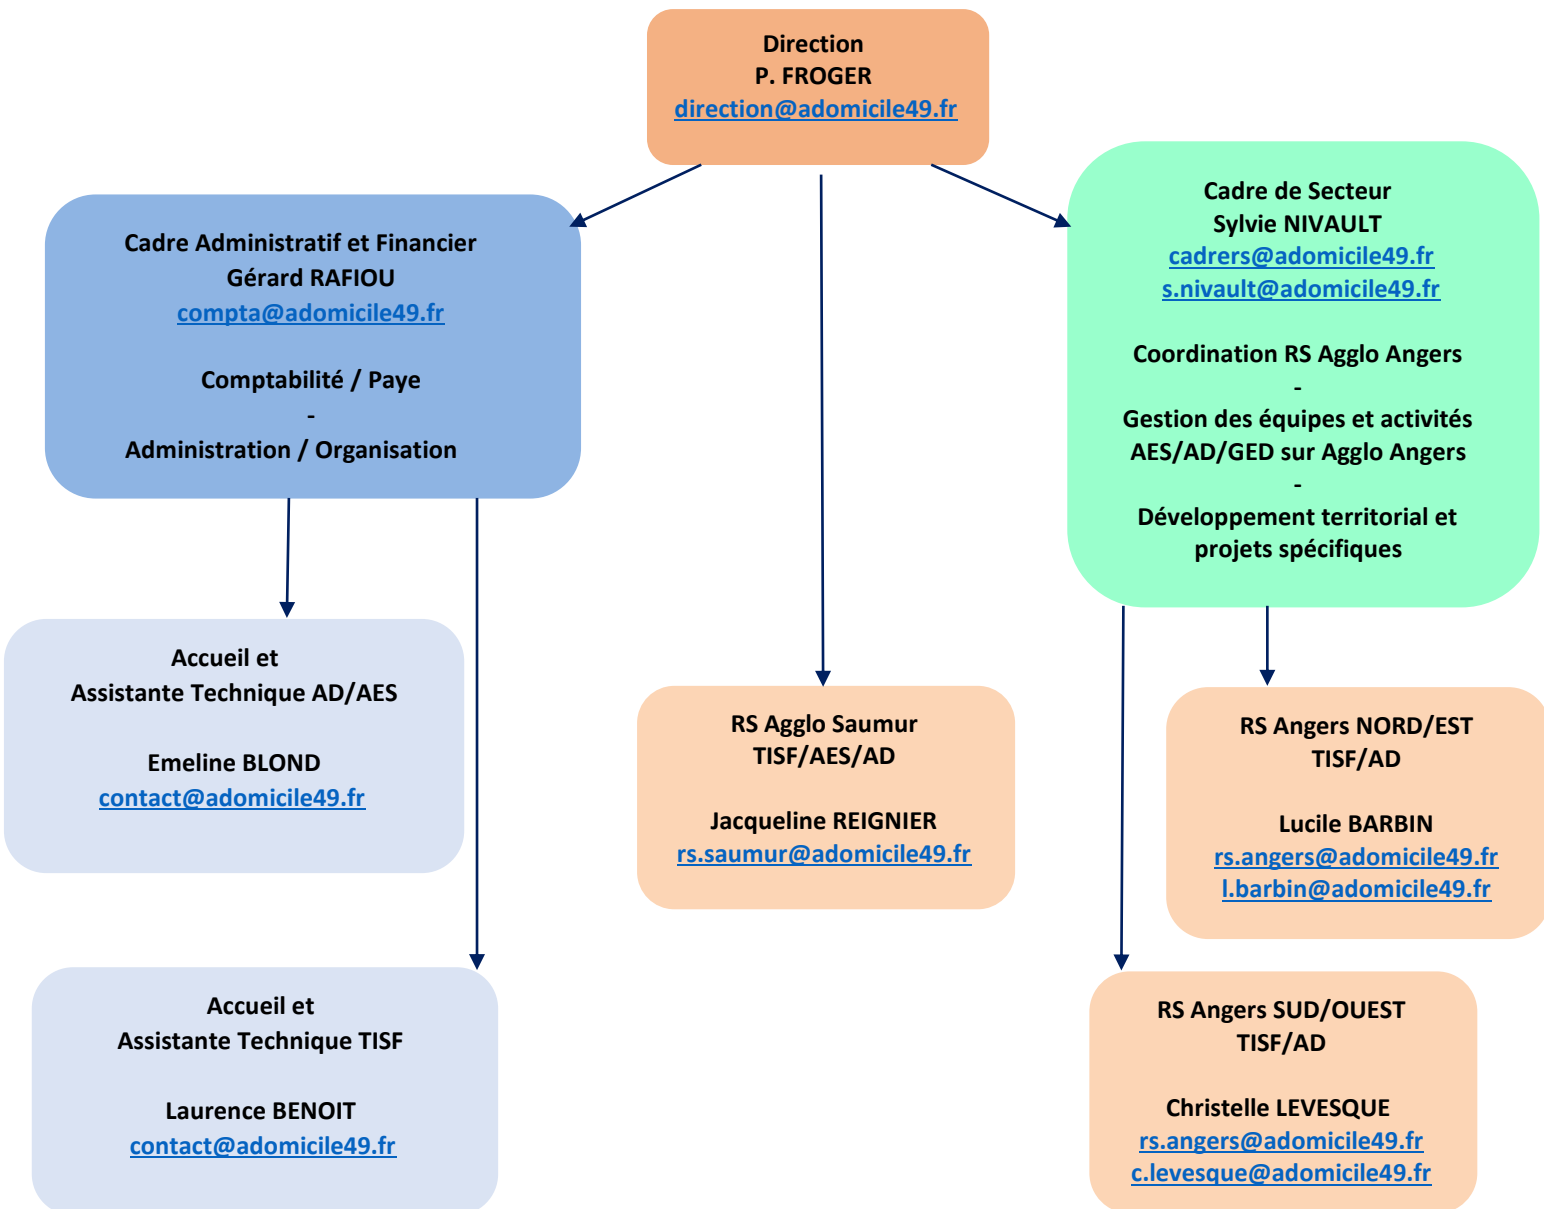 Direction
P. FROGER
direction@adomicile49.fr
Cadre Administratif et Financier
Gérard RAFIOU
compta@adomicile49.fr
Comptabilité / Paye
-
Administration / Organisation
Cadre de Secteur
Sylvie NIVAULT
cadrers@adomicile49.fr
s.nivault@adomicile49.fr
Coordination RS Agglo Angers
-
Gestion des équipes et activités
AES/AD/GED sur Agglo Angers
-
Développement territorial et
projets spécifiques
Accueil et
Assistante Technique AD/AES
Emeline BLOND
contact@adomicile49.fr
RS Agglo Saumur
TISF/AES/AD
Jacqueline REIGNIER
rs.saumur@adomicile49.fr
RS Angers NORD/EST
TISF/AD
Lucile BARBIN
rs.angers@adomicile49.fr
l.barbin@adomicile49.fr
Accueil et
Assistante Technique TISF
Laurence BENOIT
contact@adomicile49.fr
RS Angers SUD/OUEST
TISF/AD
Christelle LEVESQUE
rs.angers@adomicile49.fr
c.levesque@adomicile49.fr